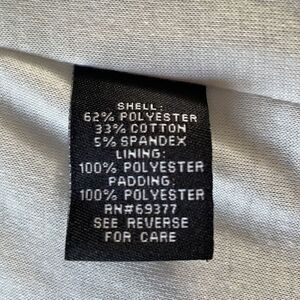 SHELL:
62% POLYESTER
33% COTTON
5% SPANDEX
LINING:
100% POLYESTER
PADDING:
100% POLYESTER
RN#69377
SEE REVERSE
FOR CARE